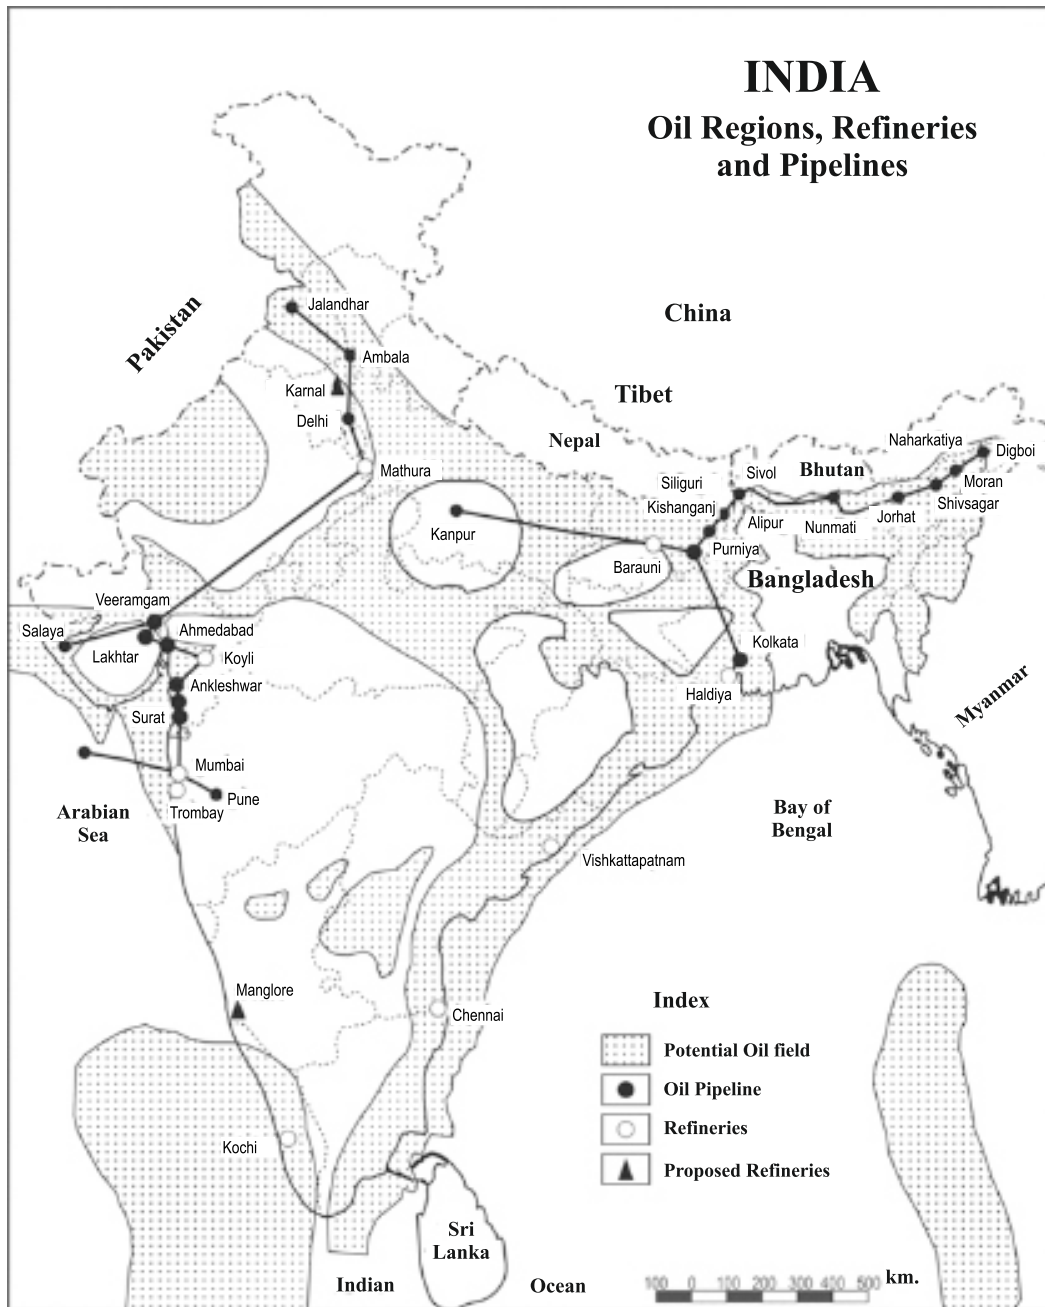 INDIA
Oil Regions, Refineries
and Pipelines
Pakistan
China
Tibet
Nepal
Bhutan
Bangladesh
Myanmar
Jalandhar
Ambala
Karnal
Delhi
Mathura
Kanpur
Siliguri
Kishanganj
Sivol
Alipur
Nunmati
Naharkatiya
Digboi
Moran
Shivsagar
Jorhat
Purniya
Barauni
Kolkata
Haldiya
Veeramgam
Salaya
Lakhtar
Ahmedabad
Koyli
Ankleshwar
Surat
Mumbai
Pune
Trombay
Arabian
Sea
Bay of
Bengal
Vishkattapatnam
Manglore
Chennai
Kochi
Sri
Lanka
Indian
Ocean
Index
Potential Oil field
Oil Pipeline
Refineries
Proposed Refineries
100 0 100 200 300 400 500 km.